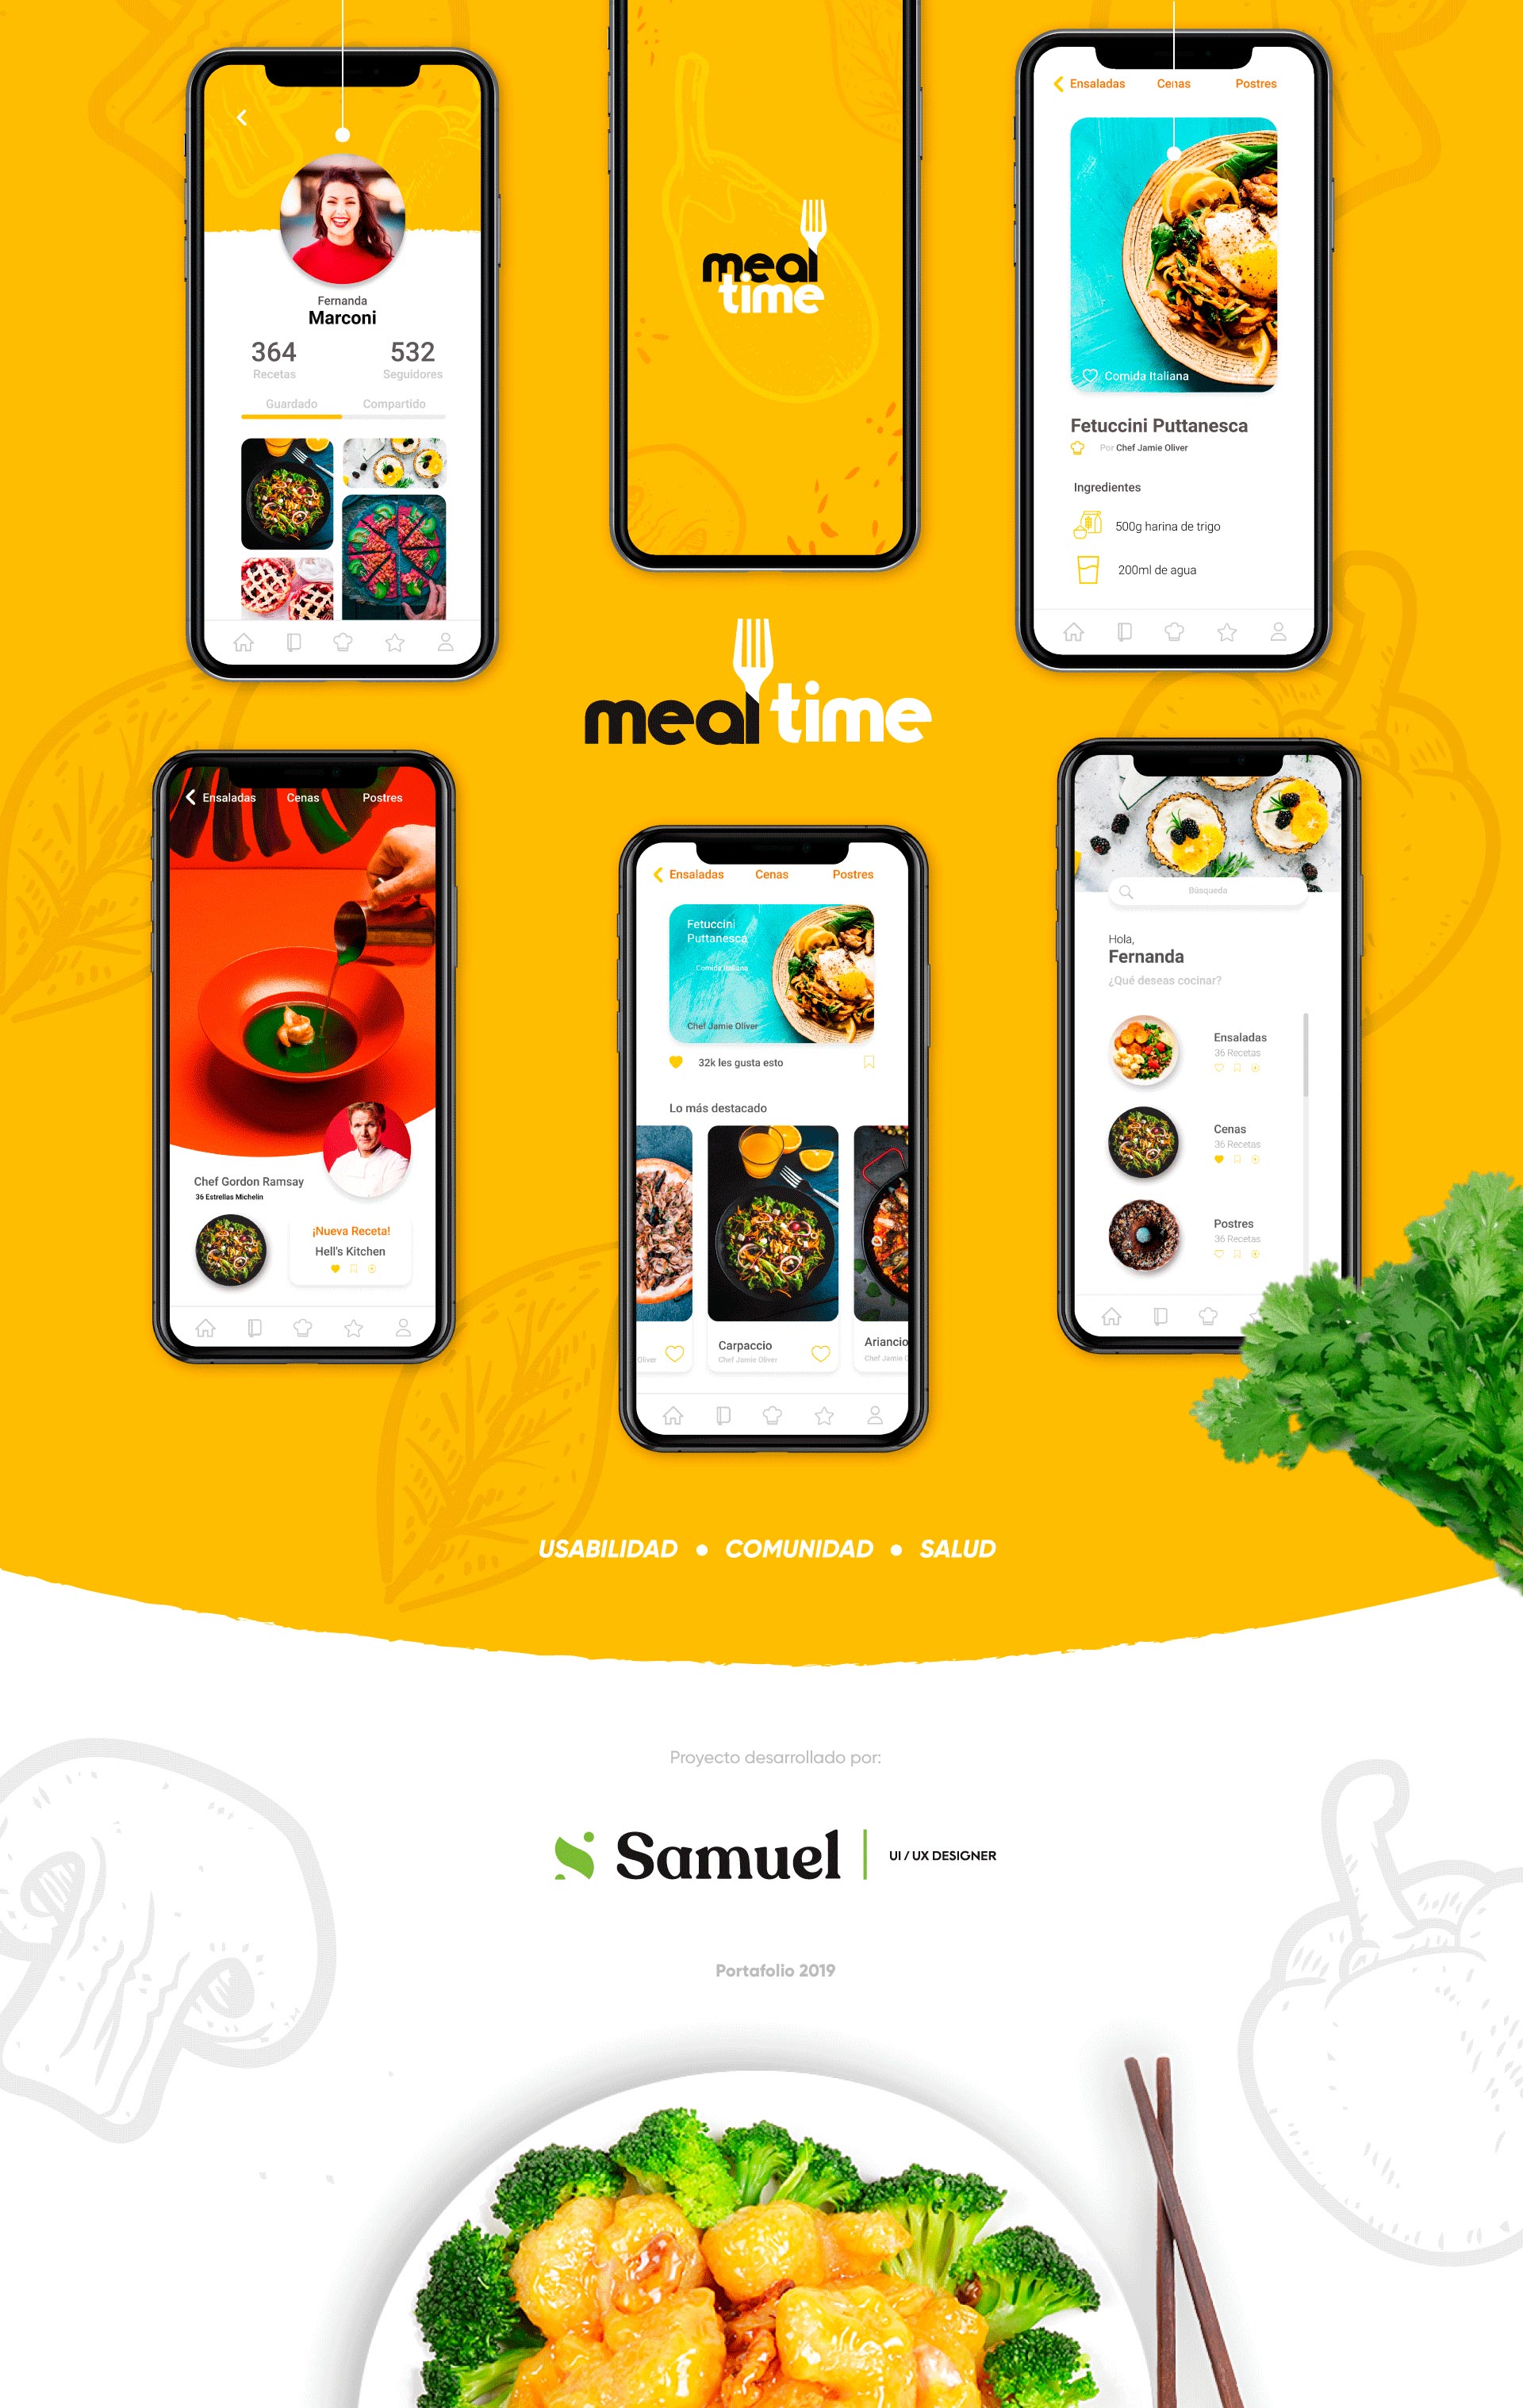 Fernanda
Marconi
364
Recetas
532
Seguidores
Guardado
Compartido
meal
time
Ensaladas
Cenas
Postres
Comida Italiana
Fetuccini Puttanesca
Por Chef Jamie Oliver
Ingredientes
500g harina de trigo
200ml de agua
mealtime
Ensaladas
Cenas
Postres
Chef Gordon Ramsay
36 Estrellas Michelin
¡Nueva Receta!
Hell's Kitchen
Ensaladas
Cenas
Postres
Fetuccini
Puttanesca
Comida Italiana
Chef Jamie Oliver
32k les gusta esto
Lo más destacado
Oliver
Carpaccio
Chef Jamie Oliver
Ariancio
Chef Jamie O
Búsqueda
Hola,
Fernanda
¿Qué deseas cocinar?
Ensaladas
36 Recetas
Cenas
36 Recetas
Postres
36 Recetas
USABILIDAD • COMUNIDAD • SALUD
Proyecto desarrollado por:
Samuel | UI / UX DESIGNER
Portafolio 2019